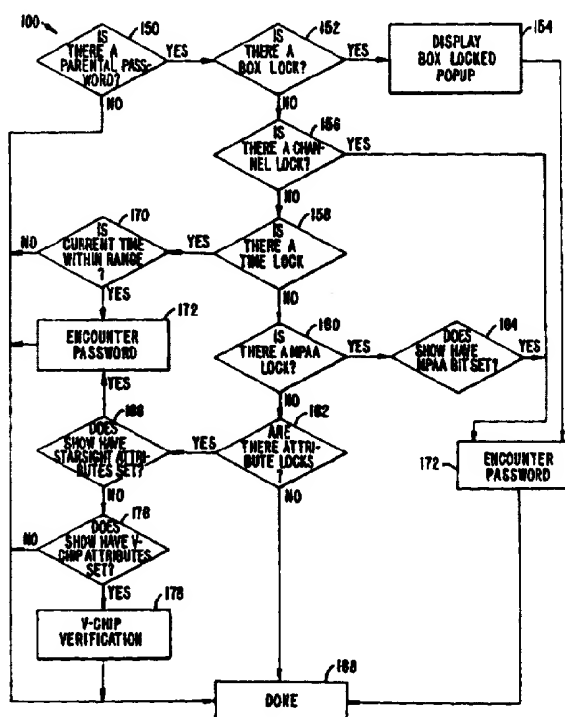 100
IS
THERE A
PARENTAL PASS-
WORD?
150
YES
NO
IS
THERE A
BOX LOCK?
152
YES
NO
DISPLAY
BOX LOCKED
POPUP
154
IS
THERE A CHAN-
NEL LOCK?
156
YES
NO
IS
THERE A
TIME LOCK
158
YES
NO
IS
CURRENT TIME
WITHIN RANGE
?
170
NO
YES
ENCOUNTER
PASSWORD
172
IS
THERE A MPAA
LOCK?
160
YES
NO
DOES
SHOW HAVE
MPAA BIT SET?
164
YES
ARE
THERE ATTRI-
BUTE LOCKS
?
162
YES
NO
DOES
SHOW HAVE
STARSIGHT ATTRI-
BUTES SET?
166
YES
NO
172
ENCOUNTER
PASSWORD
DOES
SHOW HAVE V-
CHIP ATTRIBUTES
SET?
176
NO
YES
V-CHIP
VERIFICATION
178
DONE
168